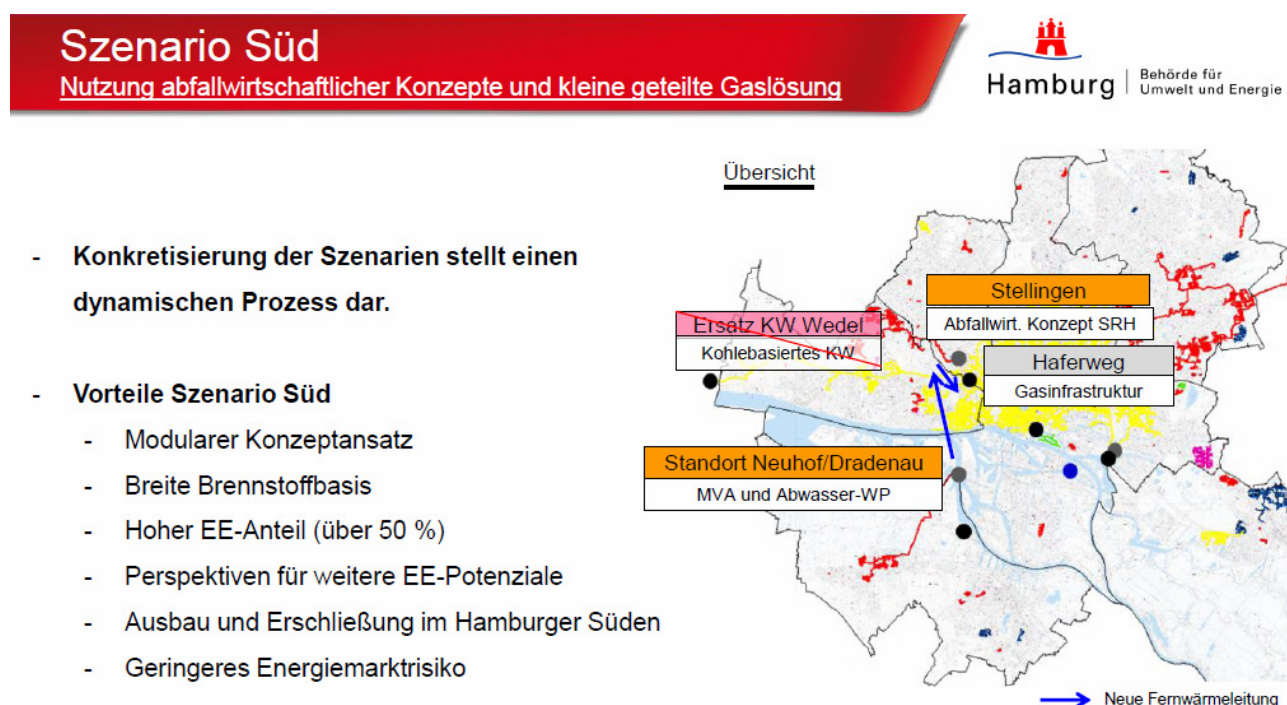 Szenario Süd
Nutzung abfallwirtschaftlicher Konzepte und kleine geteilte Gaslösung
Hamburg
Behörde für
Umwelt und Energie
- Konkretisierung der Szenarien stellt einen
dynamischen Prozess dar.
- Vorteile Szenario Süd
- Modularer Konzeptansatz
- Breite Brennstoffbasis
- Hoher EE-Anteil (über 50 %)
- Perspektiven für weitere EE-Potenziale
- Ausbau und Erschließung im Hamburger Süden
- Geringeres Energiemarktrisiko
Übersicht
Stellingen
Abfallwirt. Konzept SRH
Ersatz KW Wedel
Kohlebasiertes KW
Haferweg
Gasinfrastruktur
Standort Neuhof/Dradenau
MVA und Abwasser-WP
Neue Fernwärmeleitung